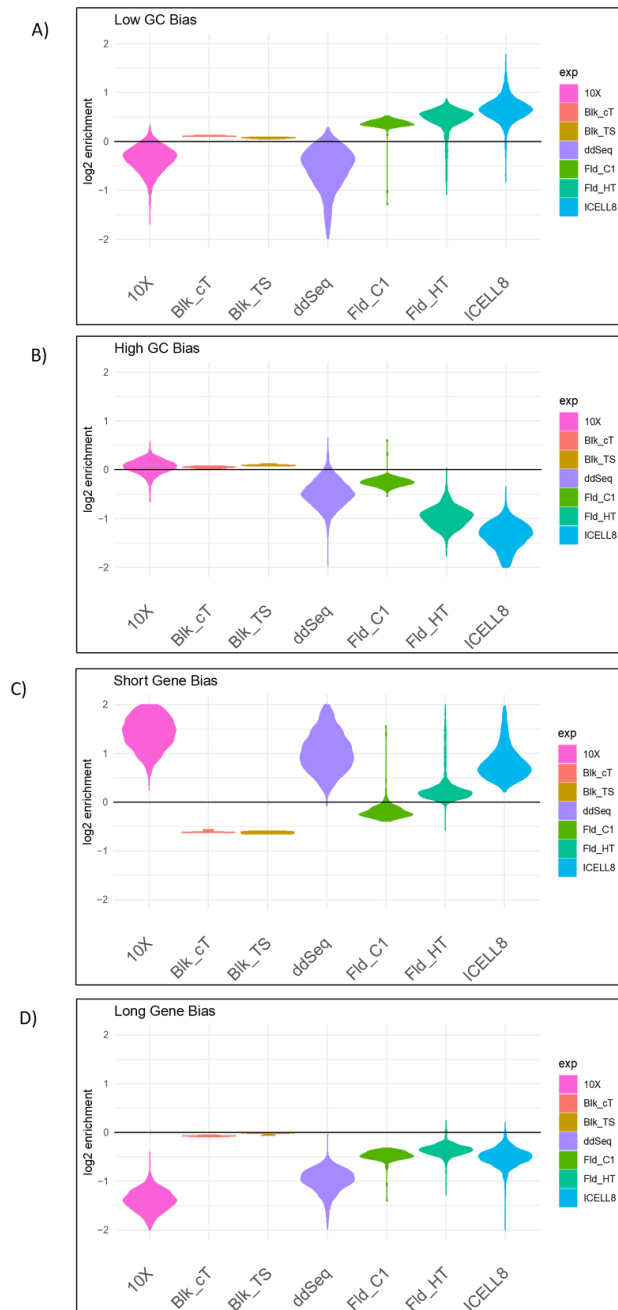 A)
Low GC Bias
log2 enrichment
2
1
0
−1
−2
10X
Blk_cT
Blk_TS
ddSeq
Fld_C1
Fld_HT
ICELL8
exp
10X
Blk_cT
Blk_TS
ddSeq
Fld_C1
Fld_HT
ICELL8
B)
High GC Bias
log2 enrichment
2
1
0
−1
−2
10X
Blk_cT
Blk_TS
ddSeq
Fld_C1
Fld_HT
ICELL8
exp
10X
Blk_cT
Blk_TS
ddSeq
Fld_C1
Fld_HT
ICELL8
C)
Short Gene Bias
log2 enrichment
2
1
0
−1
−2
10X
Blk_cT
Blk_TS
ddSeq
Fld_C1
Fld_HT
ICELL8
exp
10X
Blk_cT
Blk_TS
ddSeq
Fld_C1
Fld_HT
ICELL8
D)
Long Gene Bias
log2 enrichment
2
1
0
−1
−2
10X
Blk_cT
Blk_TS
ddSeq
Fld_C1
Fld_HT
ICELL8
exp
10X
Blk_cT
Blk_TS
ddSeq
Fld_C1
Fld_HT
ICELL8